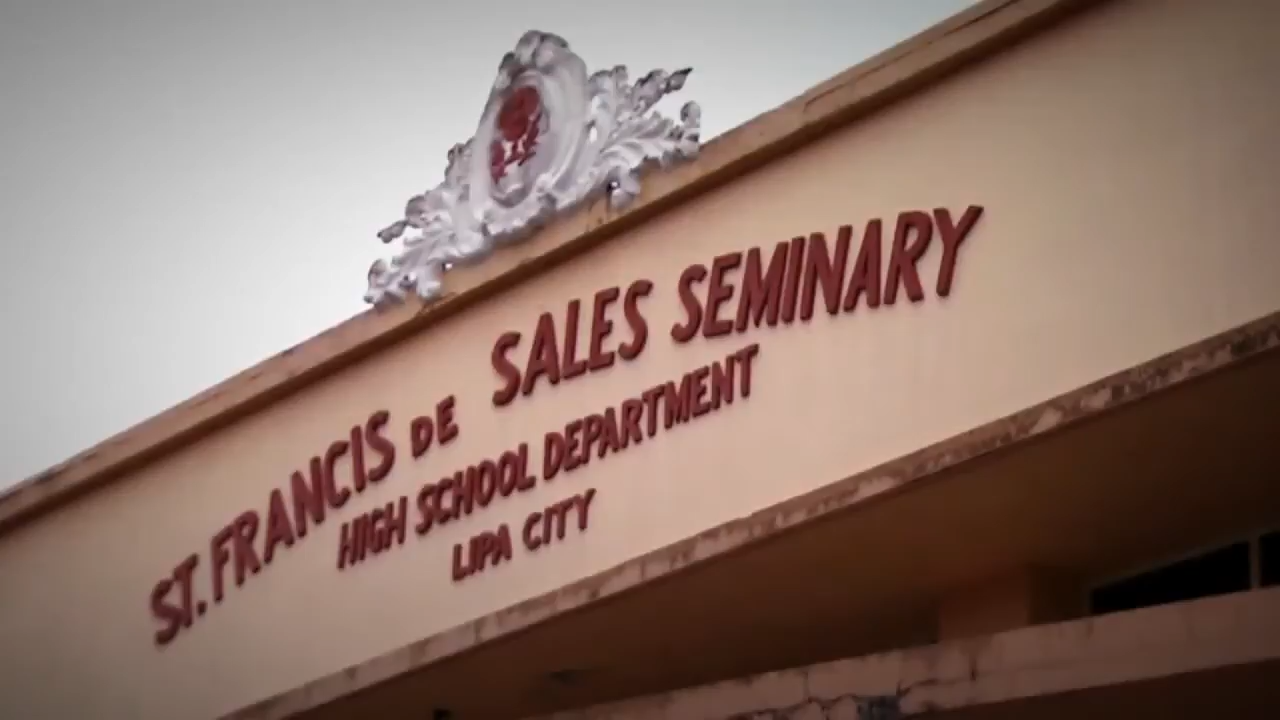 ST. FRANCIS DE SALES SEMINARY
HIGH SCHOOL DEPARTMENT
LIPA CITY